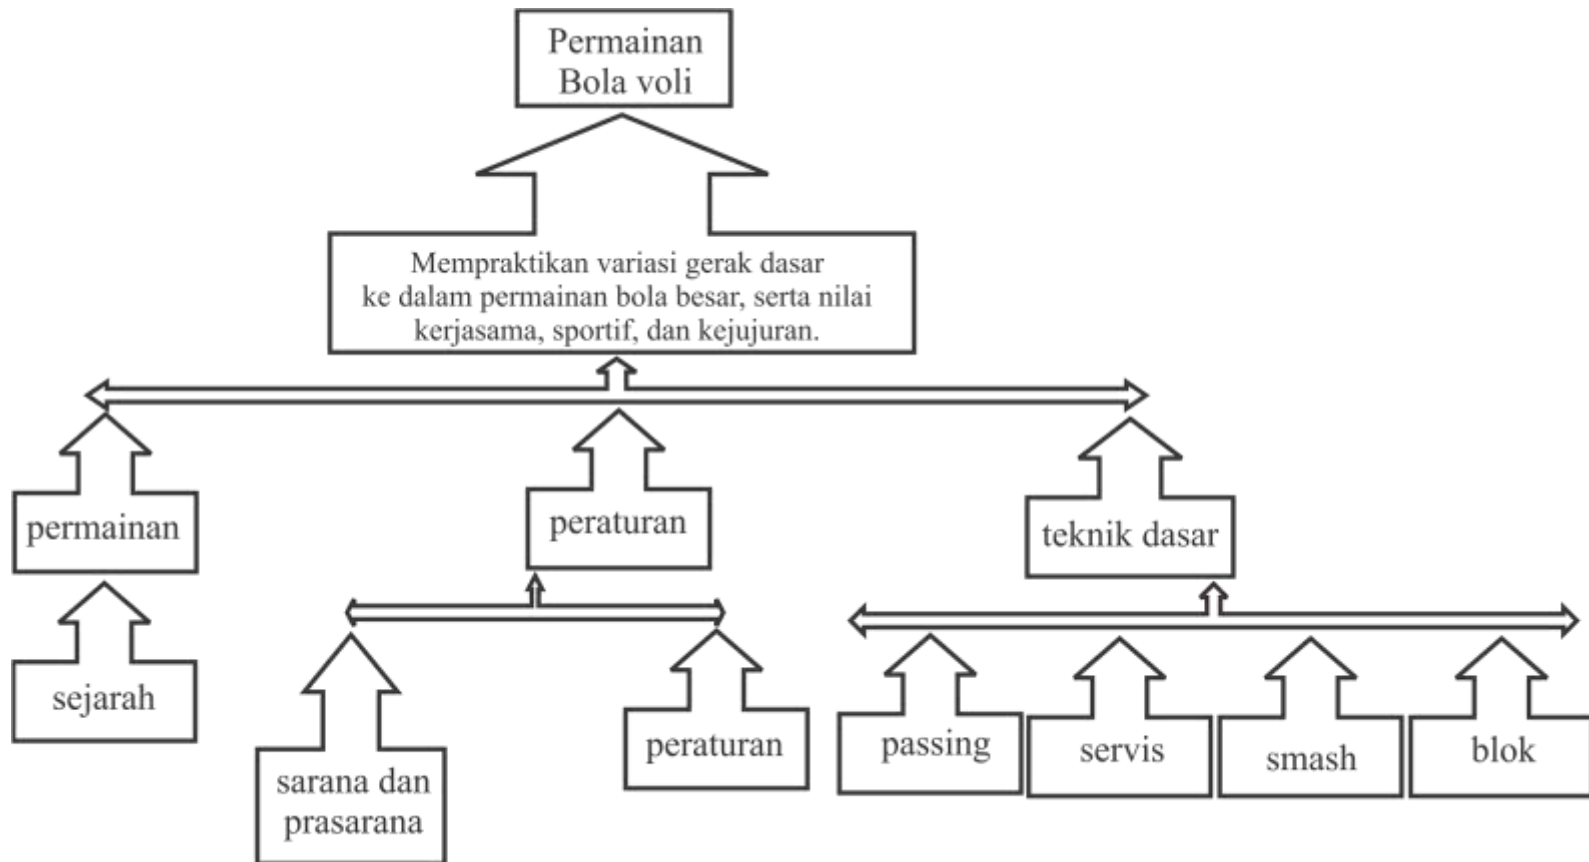 Permainan
Bola voli
Mempraktikan variasi gerak dasar
ke dalam permainan bola besar, serta nilai
kerjasama, sportif, dan kejujuran.
permainan
peraturan
teknik dasar
sejarah
sarana dan
prasarana
peraturan
passing
servis
smash
blok